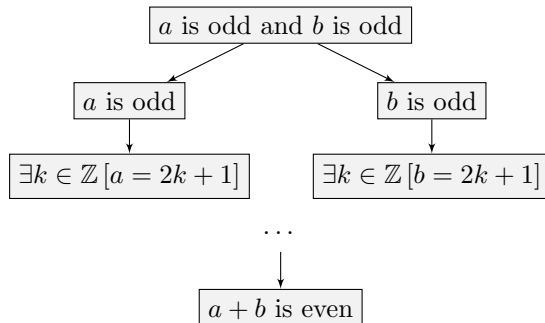 a is odd and b is odd
a is odd
b is odd
∃k ∈ ℤ [a = 2k + 1]
∃k ∈ ℤ [b = 2k + 1]
...
a + b is even